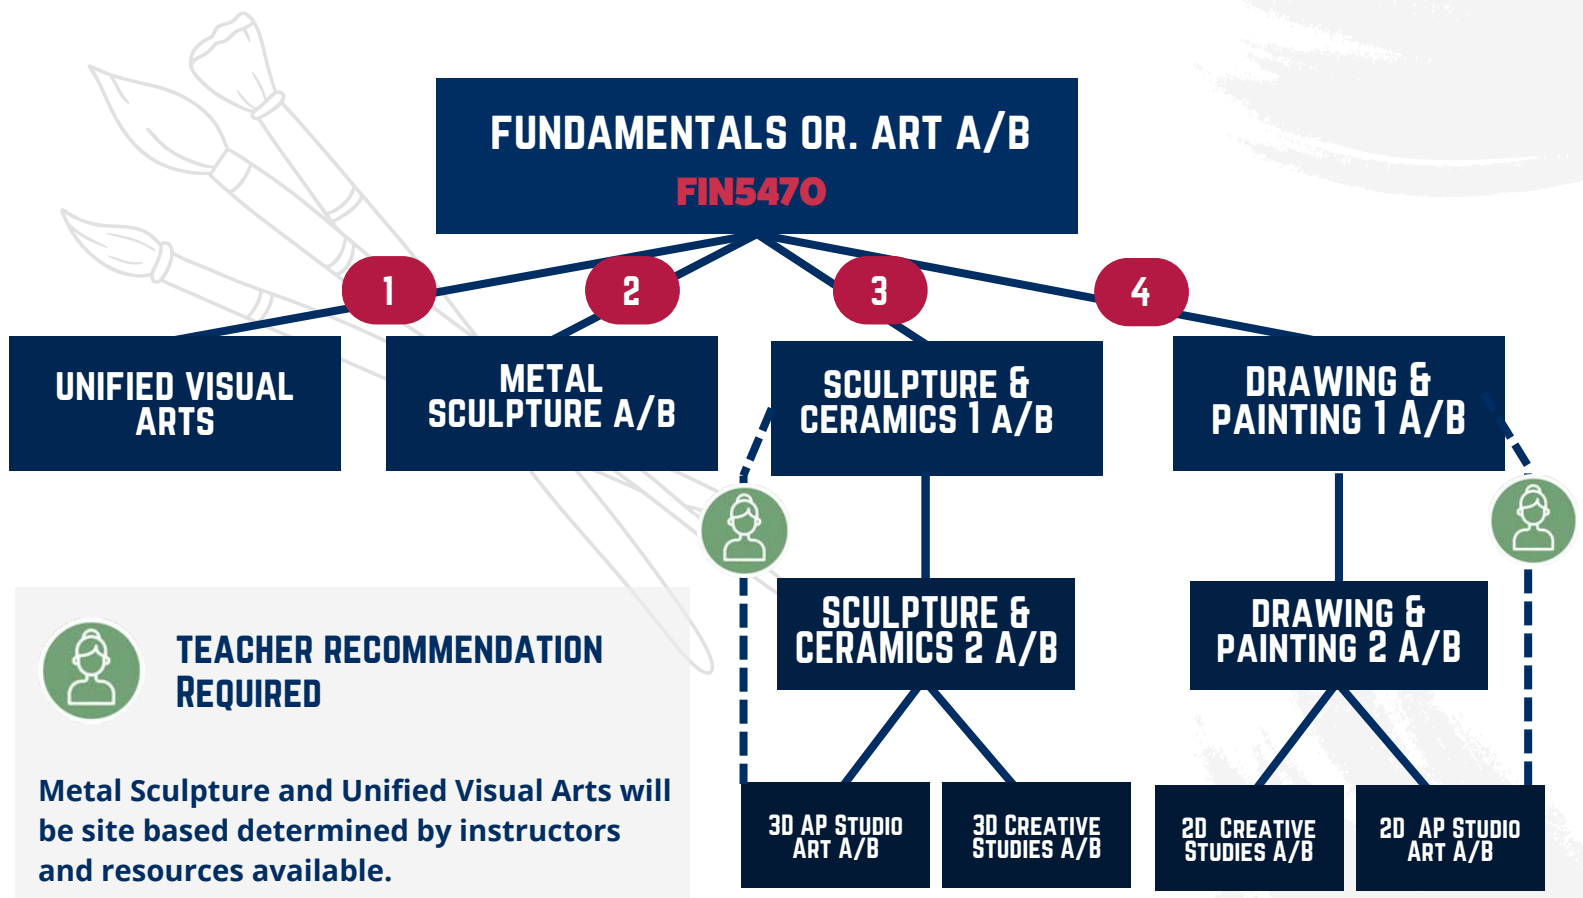 FUNDAMENTALS OR. ART A/B
FIN5470
1
2
3
4
UNIFIED VISUAL
ARTS
METAL
SCULPTURE A/B
SCULPTURE &
CERAMICS 1 A/B
DRAWING &
PAINTING 1 A/B
SCULPTURE &
CERAMICS 2 A/B
DRAWING &
PAINTING 2 A/B
TEACHER RECOMMENDATION
REQUIRED
Metal Sculpture and Unified Visual Arts will
be site based determined by instructors
and resources available.
3D AP STUDIO
ART A/B
3D CREATIVE
STUDIES A/B
2D CREATIVE
STUDIES A/B
2D AP STUDIO
ART A/B